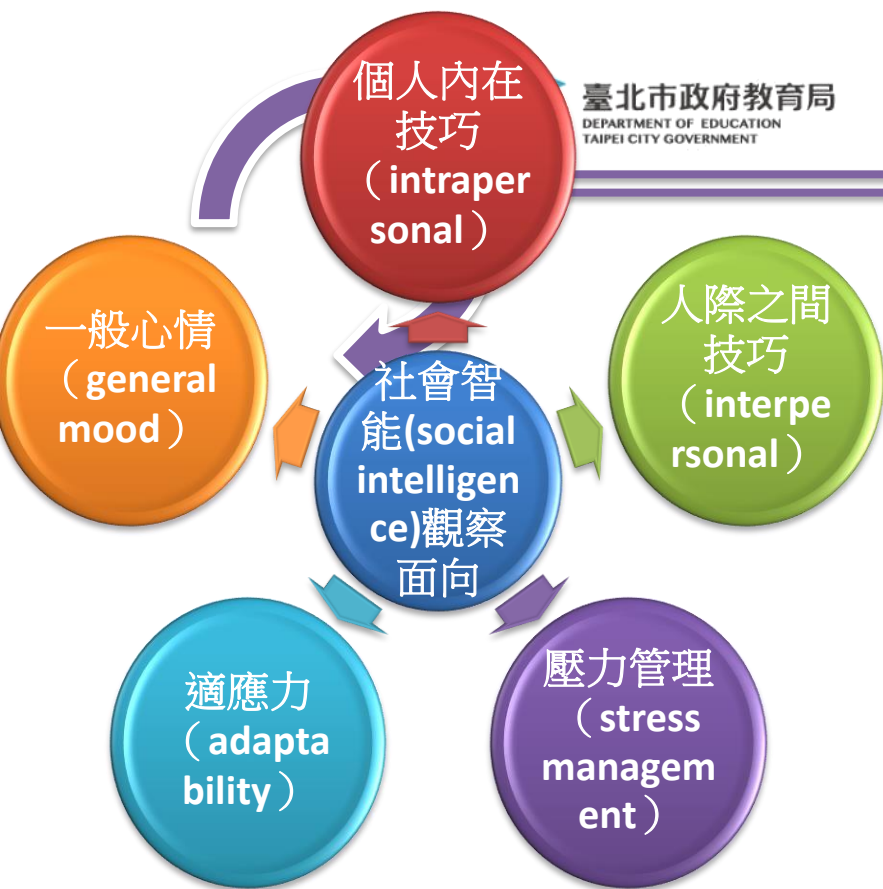 個人內在
技巧
（intraper
sonal）
臺北市政府教育局
DEPARTMENT OF EDUCATION
TAIPEI CITY GOVERNMENT
一般心情
（general
mood）
人際之間
技巧
（interpe
rsonal）
社會智
能(social
intelligen
ce)觀察
面向
適應力
（adapta
bility）
壓力管理
（stress
managem
ent）